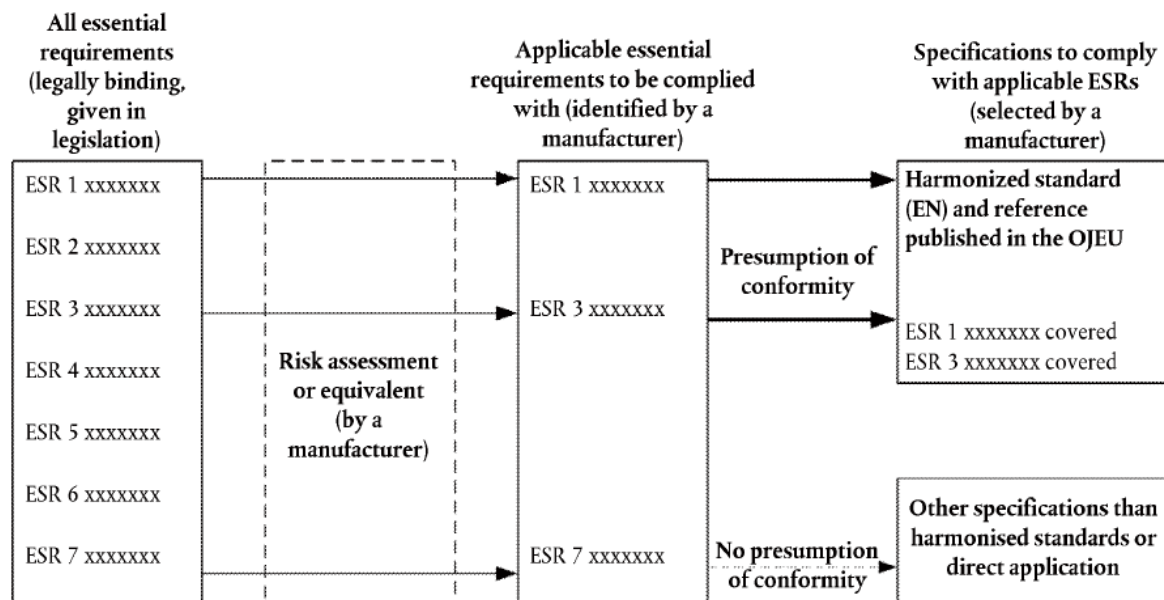 All essential
requirements
(legally binding,
given in
legislation)
ESR 1 xxxxxxx
ESR 2 xxxxxxx
ESR 3 xxxxxxx
ESR 4 xxxxxxx
ESR 5 xxxxxxx
ESR 6 xxxxxxx
ESR 7 xxxxxxx
Risk assessment
or equivalent
(by a
manufacturer)
Applicable essential
requirements to be complied
with (identified by a
manufacturer)
ESR 1 xxxxxxx
ESR 3 xxxxxxx
ESR 7 xxxxxxx
Presumption of
conformity
No presumption
of conformity
Specifications to comply
with applicable ESRs
(selected by a
manufacturer)
Harmonized standard
(EN) and reference
published in the OJEU
ESR 1 xxxxxxx covered
ESR 3 xxxxxxx covered
Other specifications than
harmonised standards or
direct application